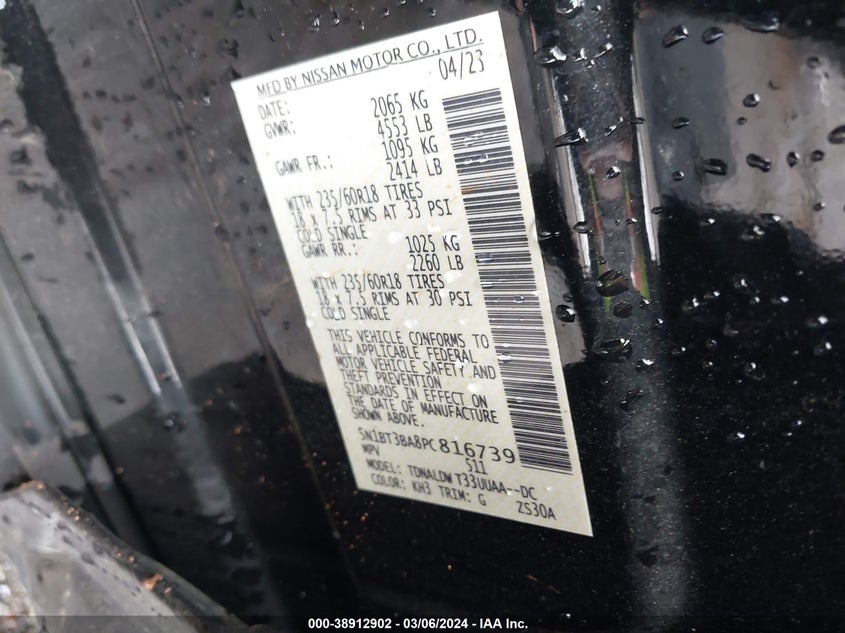 MFD BY NISSAN MOTOR CO., LTD.
DATE: 04/23
GVWR: 2065 KG
4553 LB
GAWR FR.: 1095 KG
2414 LB
WITH 235/60R18 TIRES
18 x 7.5 RIMS AT 33 PSI
COLD SINGLE
GAWR RR.: 1025 KG
2260 LB
WITH 235/60R18 TIRES
18 x 7.5 RIMS AT 30 PSI
COLD SINGLE
THIS VEHICLE CONFORMS TO
ALL APPLICABLE FEDERAL
MOTOR VEHICLE SAFETY AND
THEFT PREVENTION
STANDARDS IN EFFECT ON
THE DATE OF MANUFACTURE
SHOWN ABOVE.
5N1BT3BA8PC816739
MPV 511
MODEL: TDNALDW T33UUAA--DC
COLOR: KH3 TRIM: G ZS30A
000-38912902 - 03/06/2024 - IAA Inc.